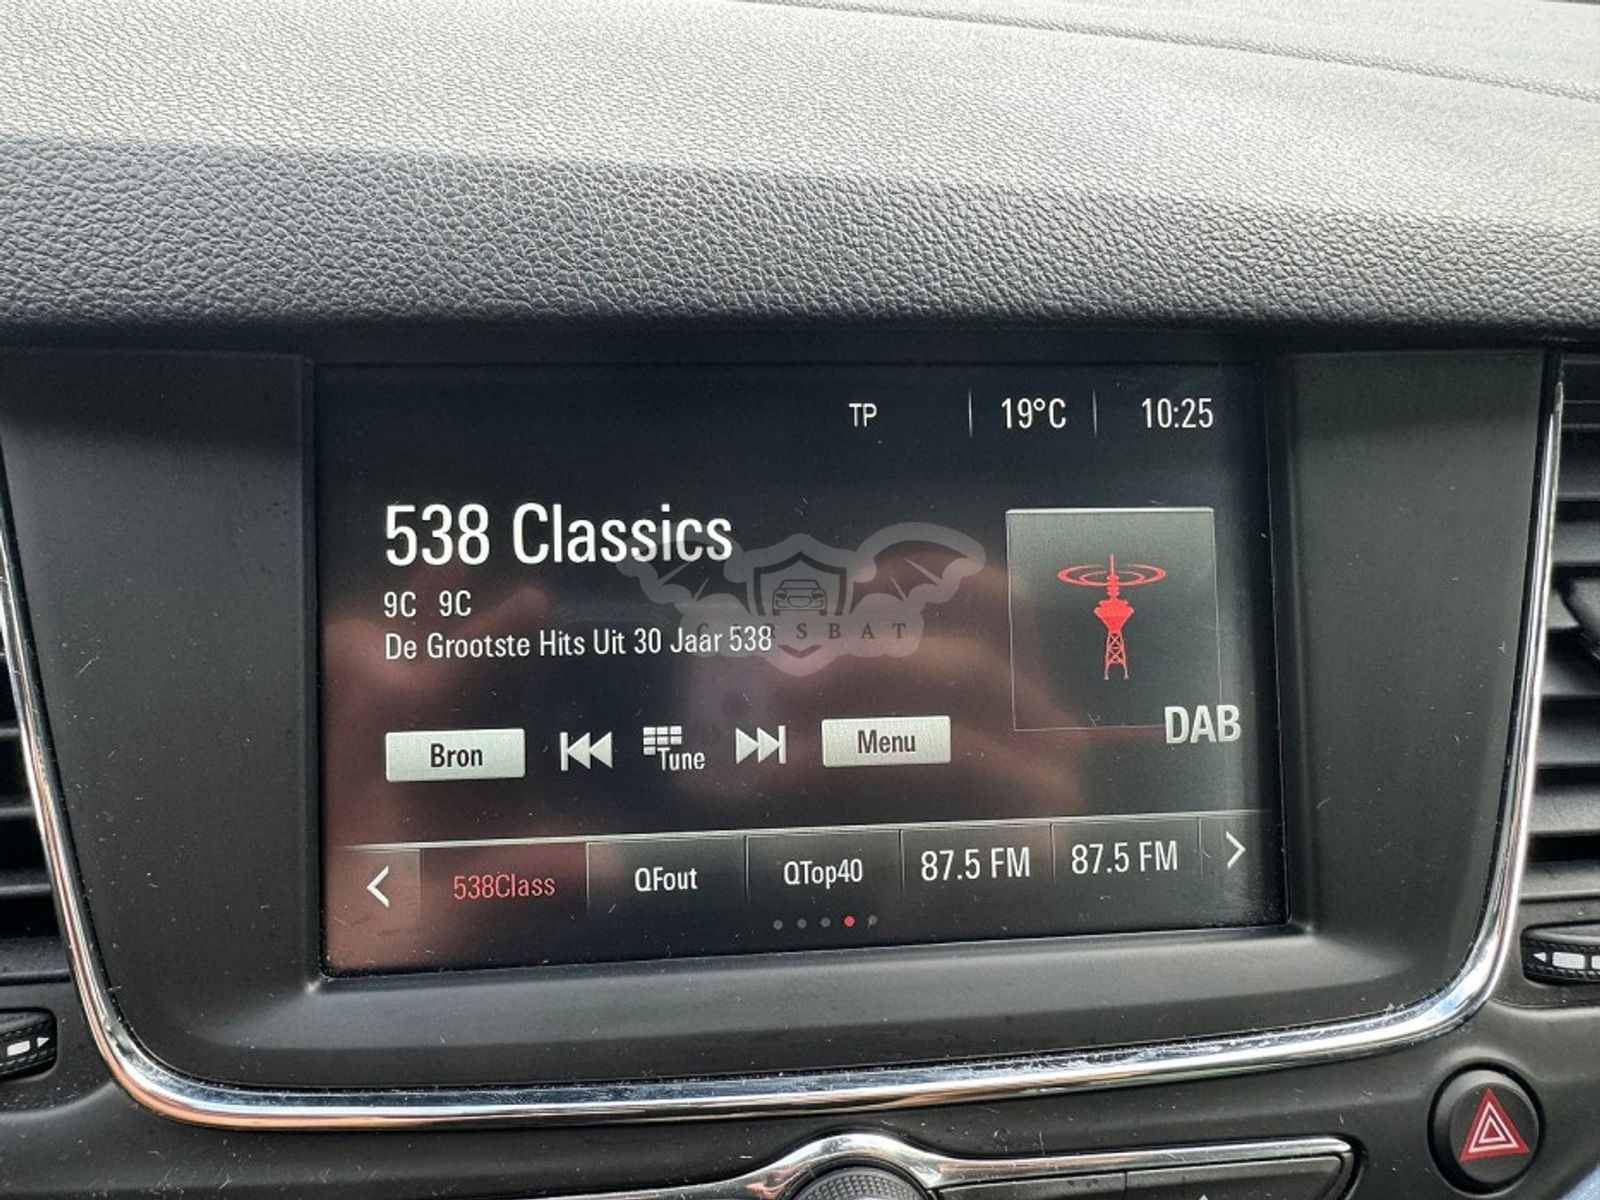 TP 19°C 10:25
538 Classics
9C 9C
De Grootste Hits Uit 30 Jaar 538
CARSBAT
Bron Tune Menu
DAB
538Class QFout QTop40 87.5 FM 87.5 FM